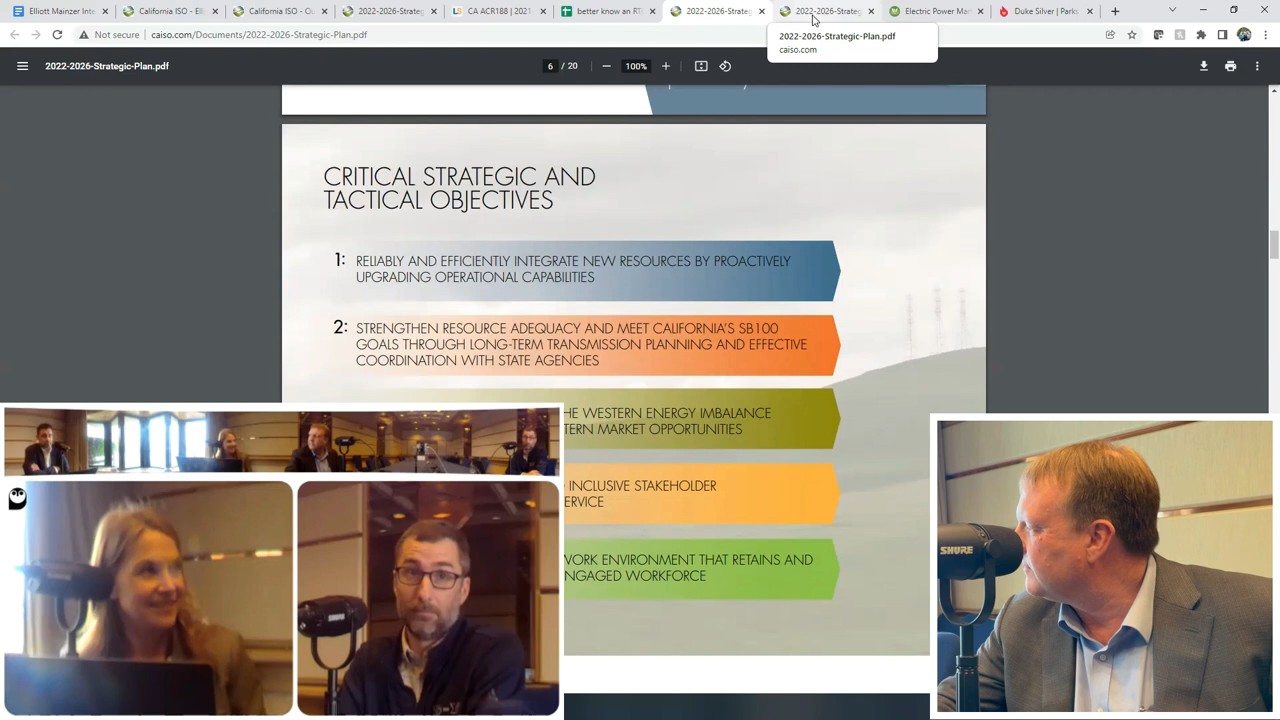 Elliott Mainzer Inte
California ISO - Elli
California ISO - Ou
2022-2026-Strateg
CA ACR188 | 2021
better know an RT
2022-2026-Strateg
2022-2026-Strateg
Electric Power Mar
Duke Silver | Parks
Not secure | caiso.com/Documents/2022-2026-Strategic-Plan.pdf
2022-2026-Strategic-Plan.pdf
caiso.com
2022-2026-Strategic-Plan.pdf
6 / 20
100%
CRITICAL STRATEGIC AND
TACTICAL OBJECTIVES
1: RELIABLY AND EFFICIENTLY INTEGRATE NEW RESOURCES BY PROACTIVELY
UPGRADING OPERATIONAL CAPABILITIES
2: STRENGTHEN RESOURCE ADEQUACY AND MEET CALIFORNIA'S SB100
GOALS THROUGH LONG-TERM TRANSMISSION PLANNING AND EFFECTIVE
COORDINATION WITH STATE AGENCIES
HE WESTERN ENERGY IMBALANCE
TERN MARKET OPPORTUNITIES
INCLUSIVE STAKEHOLDER
ERVICE
WORK ENVIRONMENT THAT RETAINS AND
NGAGED WORKFORCE
SHURE